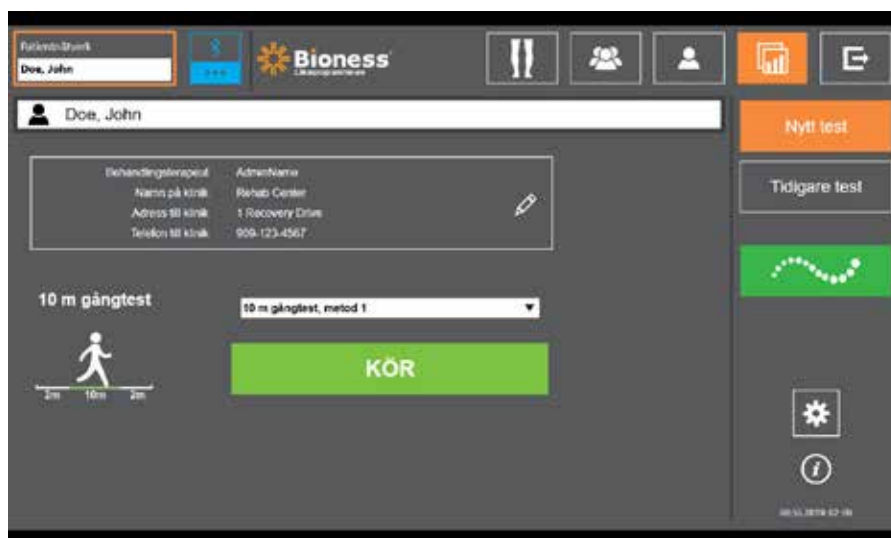 Doe, John
Bioness
Doe, John
Nytt test
Behandlingsterapeut AdminName
Namn på klinik Rehab Center
Adress till klinik 1 Recovery Drive
Telefon till klinik 909-123-4567
Tidigare test
10 m gångtest
10 m gångtest, metod 1
KÖR
2m 10m 2m